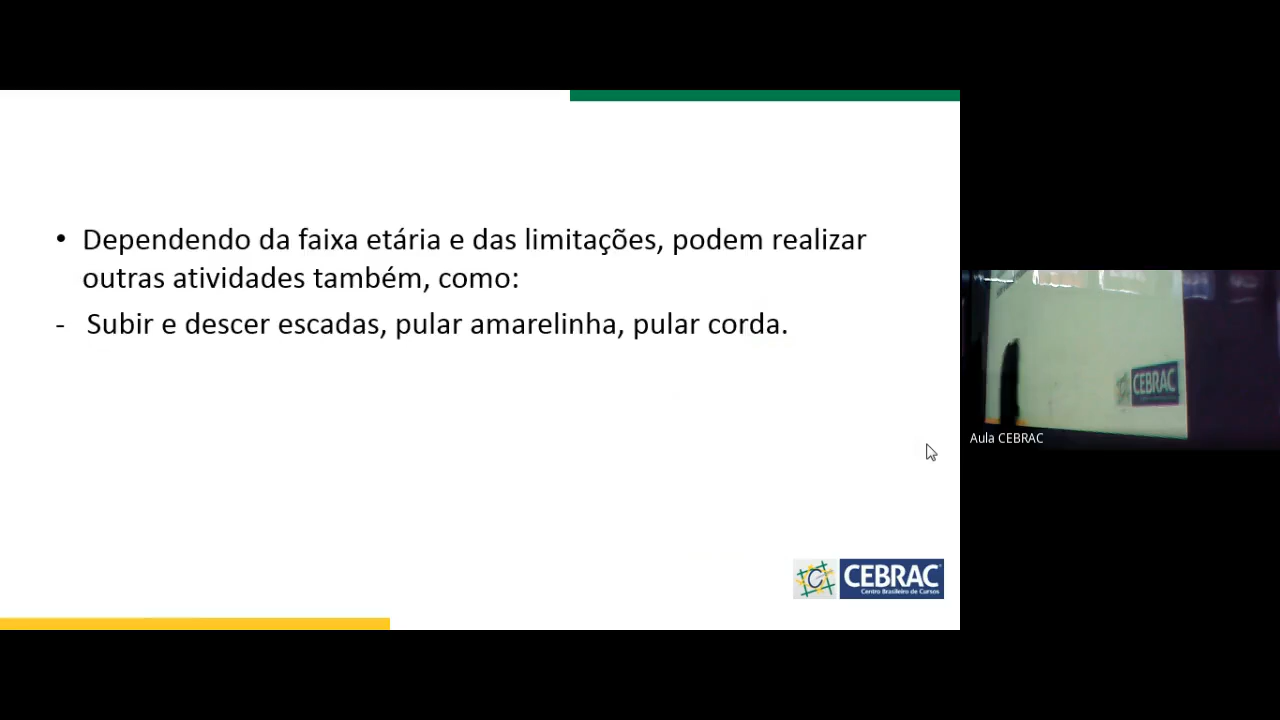 • Dependendo da faixa etária e das limitações, podem realizar
outras atividades também, como:
- Subir e descer escadas, pular amarelinha, pular corda.
CEBRAC
Centro Brasileiro de Cursos
CEBRAC
Aula CEBRAC